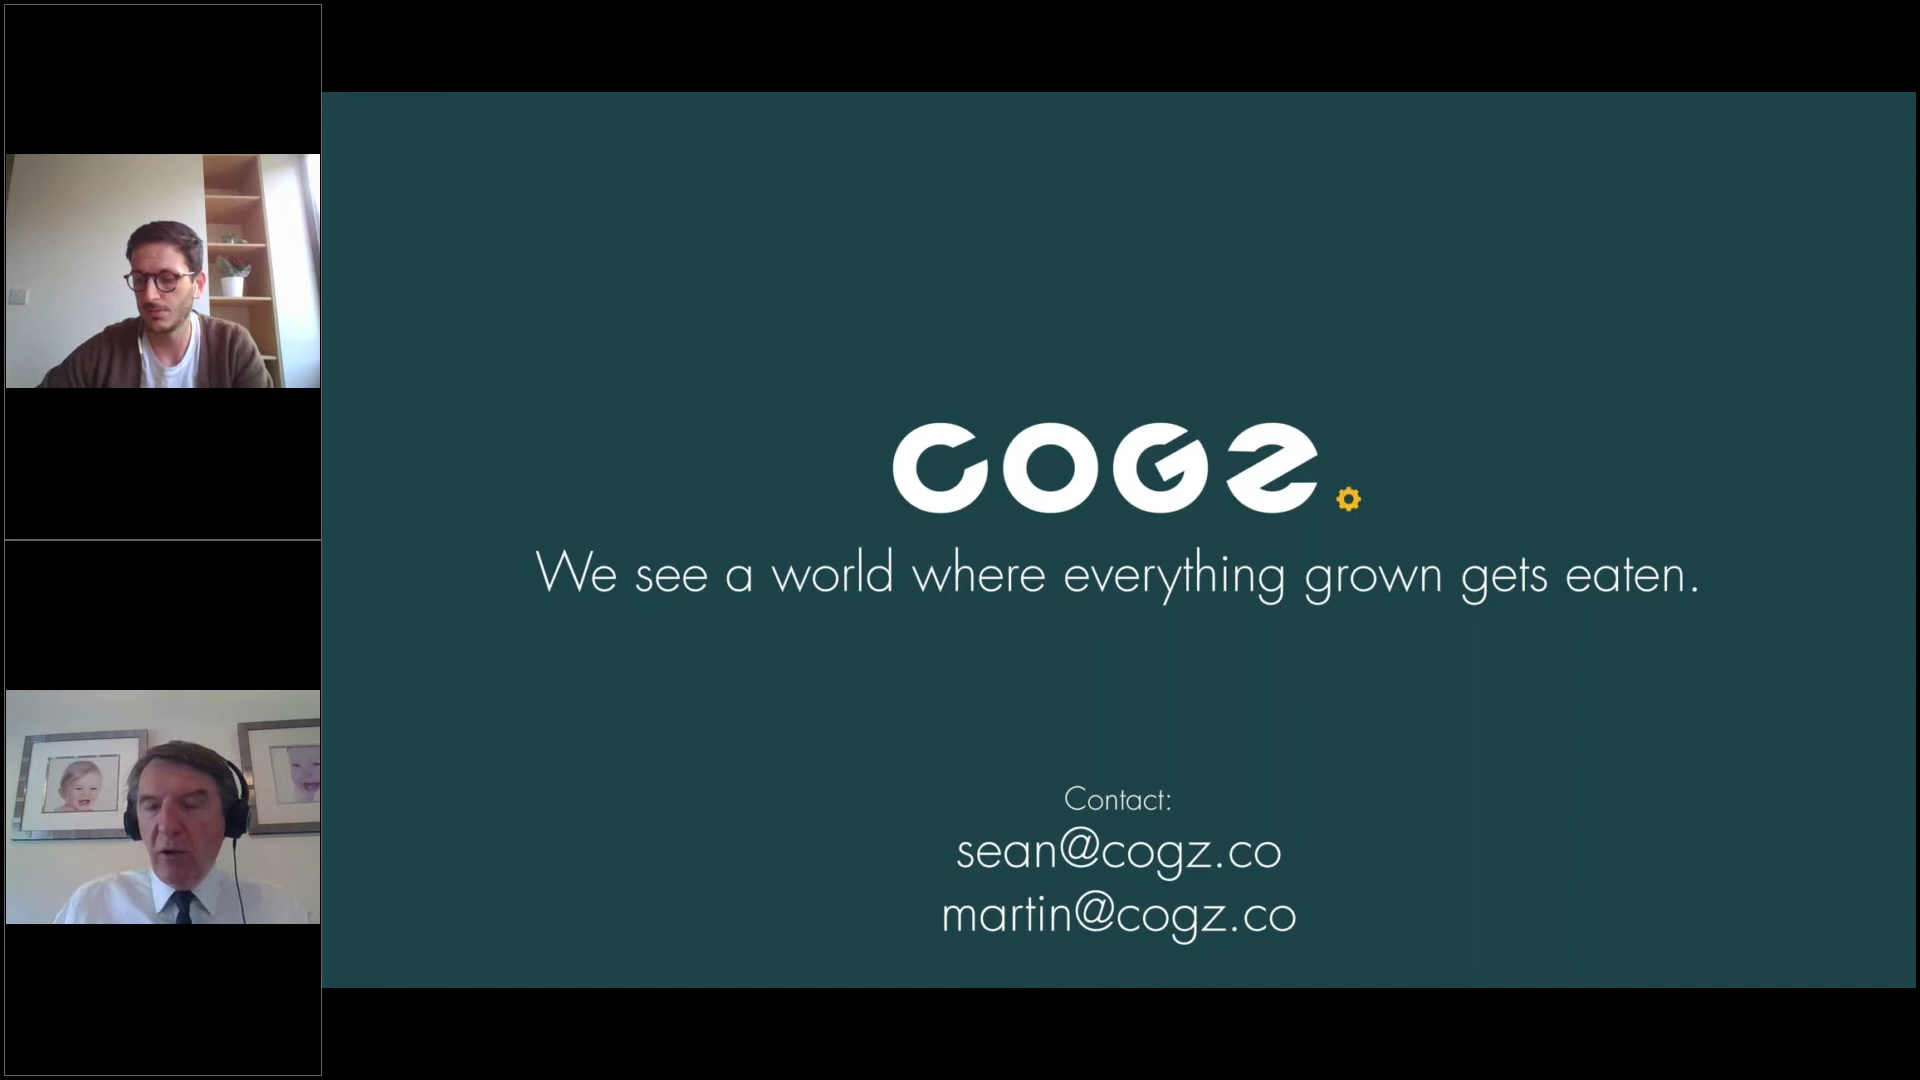 COGZ.
We see a world where everything grown gets eaten.
Contact:
sean@cogz.co
martin@cogz.co